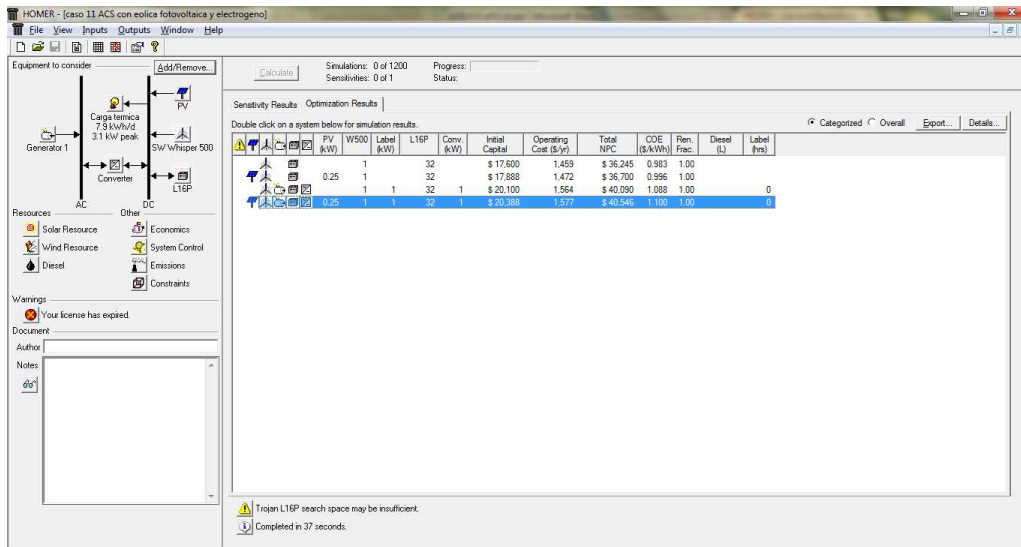 HOMER - [caso 11 ACS con eolica fotovoltaica y electrogeno]
File View Inputs Outputs Window Help
Equipment to consider Add/Remove...
Carga termica
7.9 kWh/d
3.1 kW peak
PV
Generator 1
SW Whisper 500
Converter
L16P
AC DC
Resources Other
Solar Resource Economics
Wind Resource System Control
Diesel Emissions
Constraints
Warnings
Your license has expired.
Document
Author
Notes
Calculate
Simulations: 0 of 1200 Progress:
Sensitivities: 0 of 1 Status:
Sensitivity Results Optimization Results
Double click on a system below for simulation results.
Categorized Overall Export... Details...
PV (kW) W500 Label (kW) L16P Conv. (kW) Initial Capital Operating Cost ($/yr) Total NPC COE ($/kWh) Ren. Frac. Diesel (L) Label (hrs)
1 32 $ 17,600 1,459 $ 36,245 0.983 1.00
0.25 1 32 $ 17,888 1,472 $ 36,700 0.996 1.00
1 1 32 1 $ 20,100 1,564 $ 40,090 1.088 1.00 0
0.25 1 1 32 1 $ 20,388 1,577 $ 40,546 1.100 1.00 0
Trojan L16P search space may be insufficient.
Completed in 37 seconds.